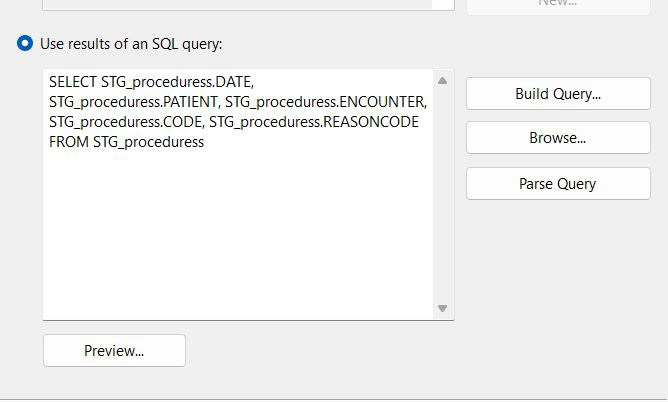 New...
Use results of an SQL query:
SELECT STG_proceduress.DATE,
STG_proceduress.PATIENT, STG_proceduress.ENCOUNTER,
STG_proceduress.CODE, STG_proceduress.REASONCODE
FROM STG_proceduress
Build Query...
Browse...
Parse Query
Preview...